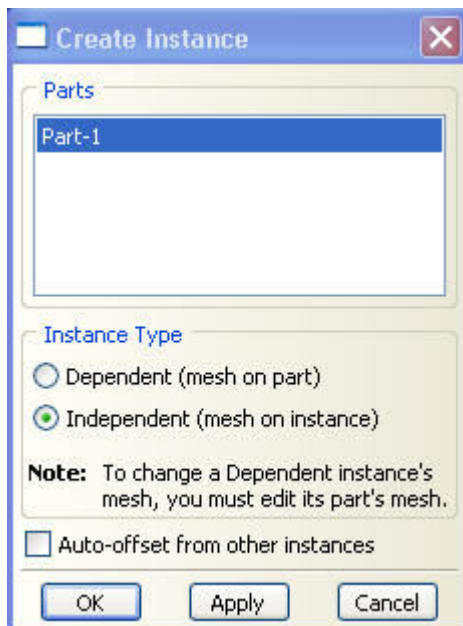 Create Instance
Parts
Part-1
Instance Type
Dependent (mesh on part)
Independent (mesh on instance)
Note: To change a Dependent instance's
mesh, you must edit its part's mesh.
Auto-offset from other instances
OK Apply Cancel